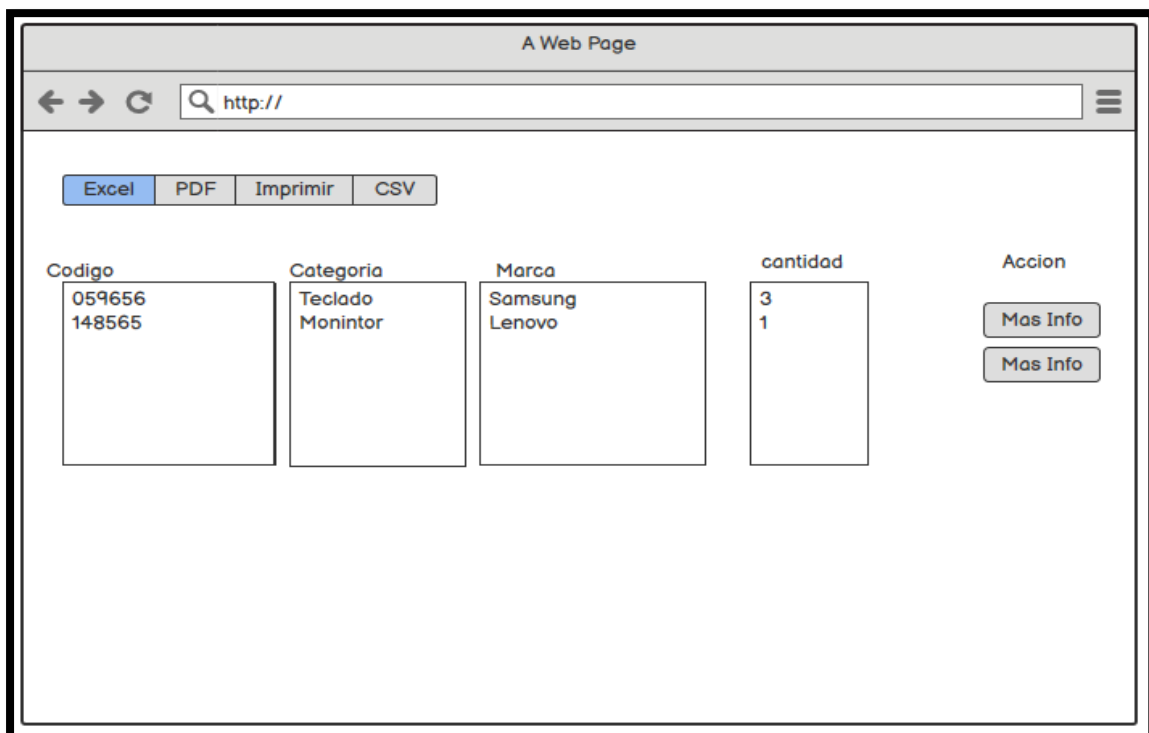 A Web Page
http://
Excel PDF Imprimir CSV
Codigo Categoria Marca cantidad Accion
059656 Teclado Samsung 3 Mas Info
148565 Monintor Lenovo 1 Mas Info